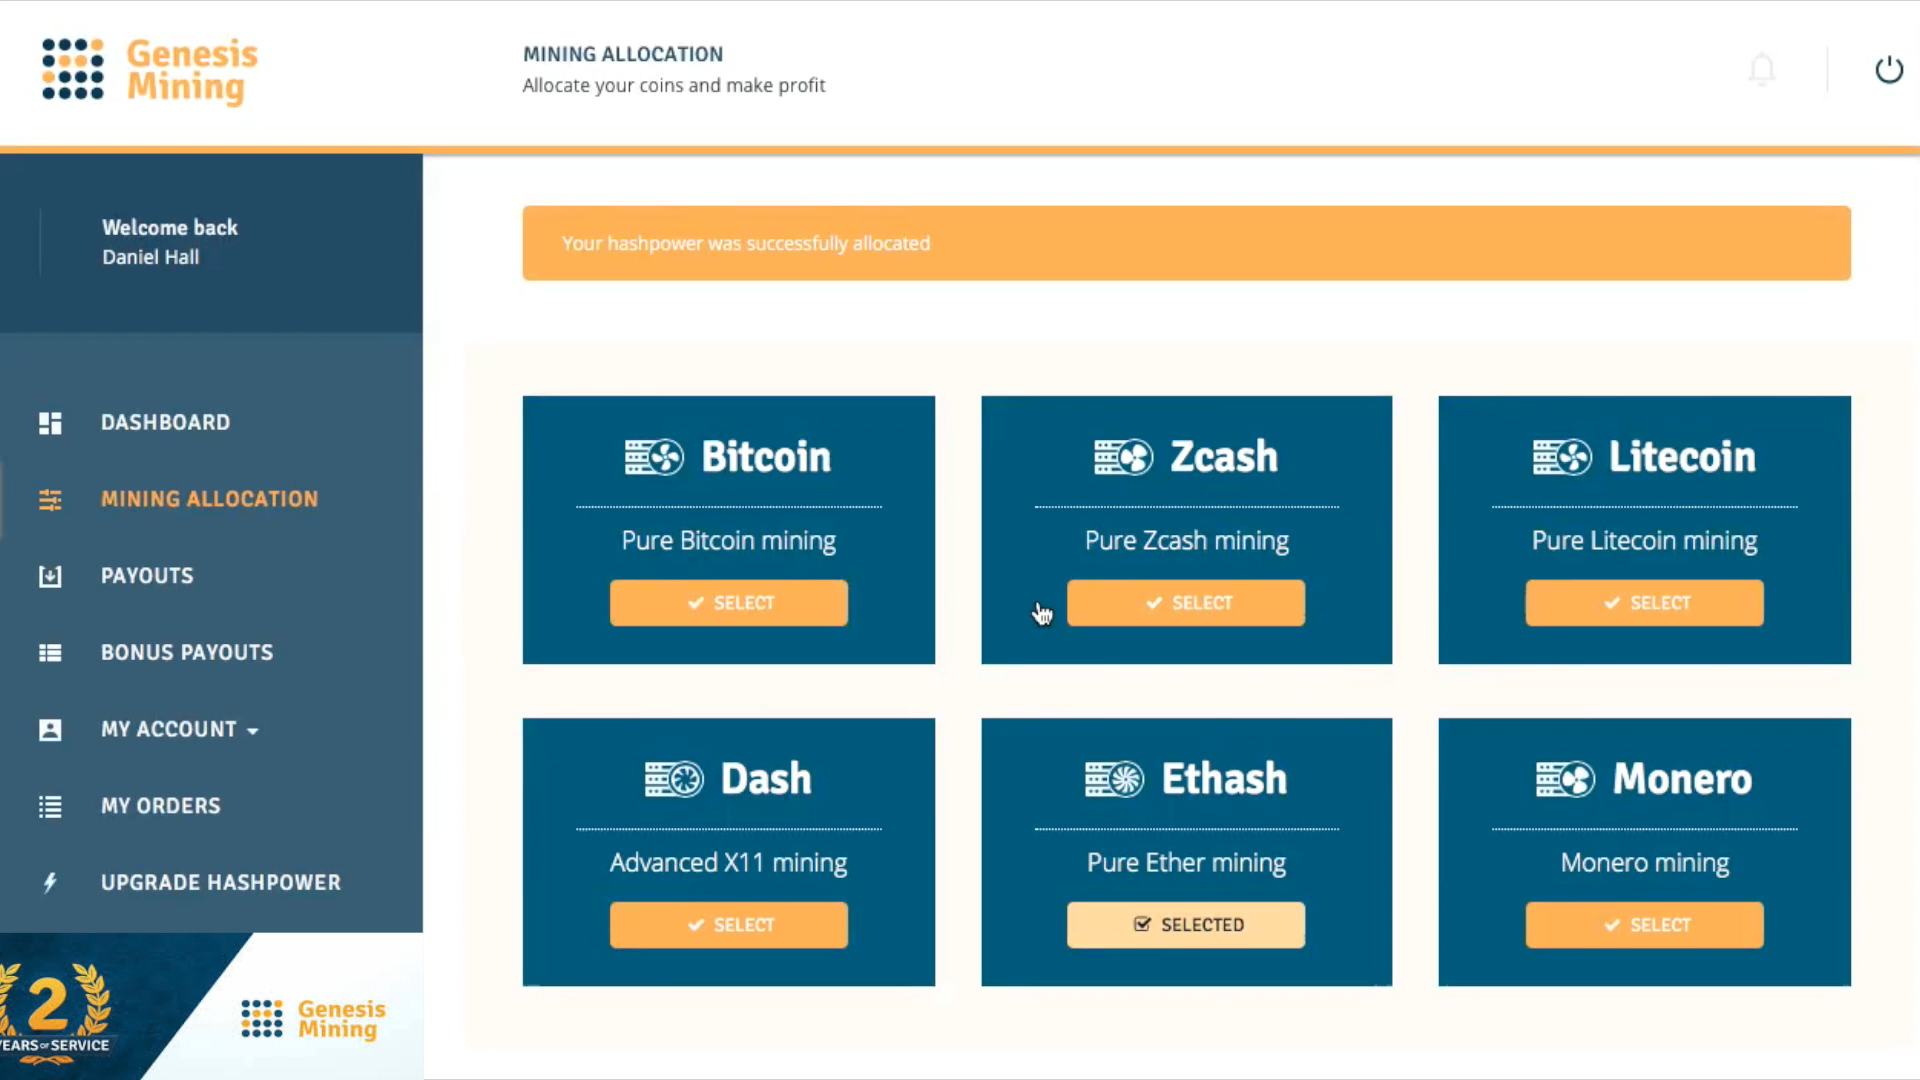 Genesis
Mining
MINING ALLOCATION
Allocate your coins and make profit
Welcome back
Daniel Hall
DASHBOARD
MINING ALLOCATION
PAYOUTS
BONUS PAYOUTS
MY ACCOUNT
MY ORDERS
UPGRADE HASHPOWER
2
YEARS OF SERVICE
Genesis
Mining
Your hashpower was successfully allocated
Bitcoin
Pure Bitcoin mining
SELECT
Zcash
Pure Zcash mining
SELECT
Litecoin
Pure Litecoin mining
SELECT
Dash
Advanced X11 mining
SELECT
Ethash
Pure Ether mining
SELECTED
Monero
Monero mining
SELECT